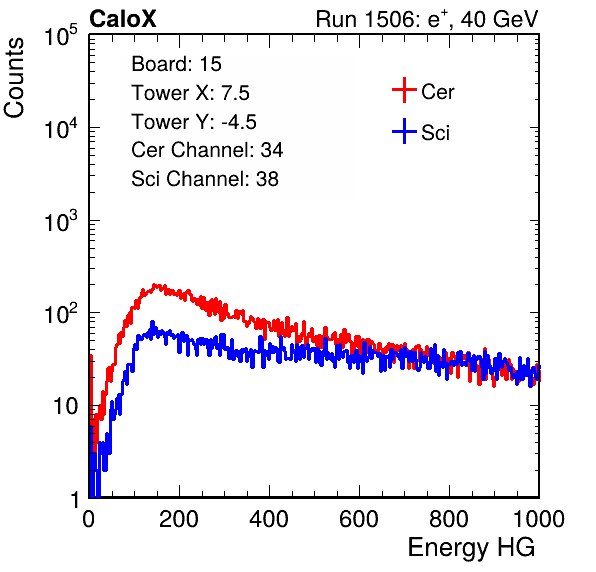 CaloX Run 1506: e+, 40 GeV
Counts
10^5
10^4
10^3
10^2
10
1
Board: 15
Tower X: 7.5
Tower Y: -4.5
Cer Channel: 34
Sci Channel: 38
Cer
Sci
0 200 400 600 800 1000
Energy HG